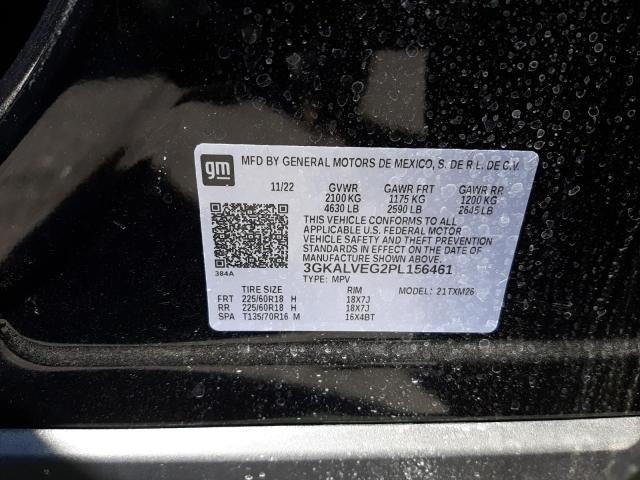 gm MFD BY GENERAL MOTORS DE MEXICO, S. DE R.L. DE C.V.
11/22 GVWR GAWR FRT GAWR RR
2100 KG 1175 KG 1200 KG
4630 LB 2590 LB 2645 LB
THIS VEHICLE CONFORMS TO ALL
APPLICABLE U.S. FEDERAL MOTOR
VEHICLE SAFETY AND THEFT
PREVENTION STANDARDS
IN EFFECT ON THE DATE OF
MANUFACTURE SHOWN ABOVE.
3GKALVEG2PL156461
384A TYPE: MPV
TIRE SIZE RIM MODEL: 21TXM26
FRT 225/60R18 H 18X7J
RR 225/60R18 H 18X7J
SPA T135/70R16 M 16X4BT